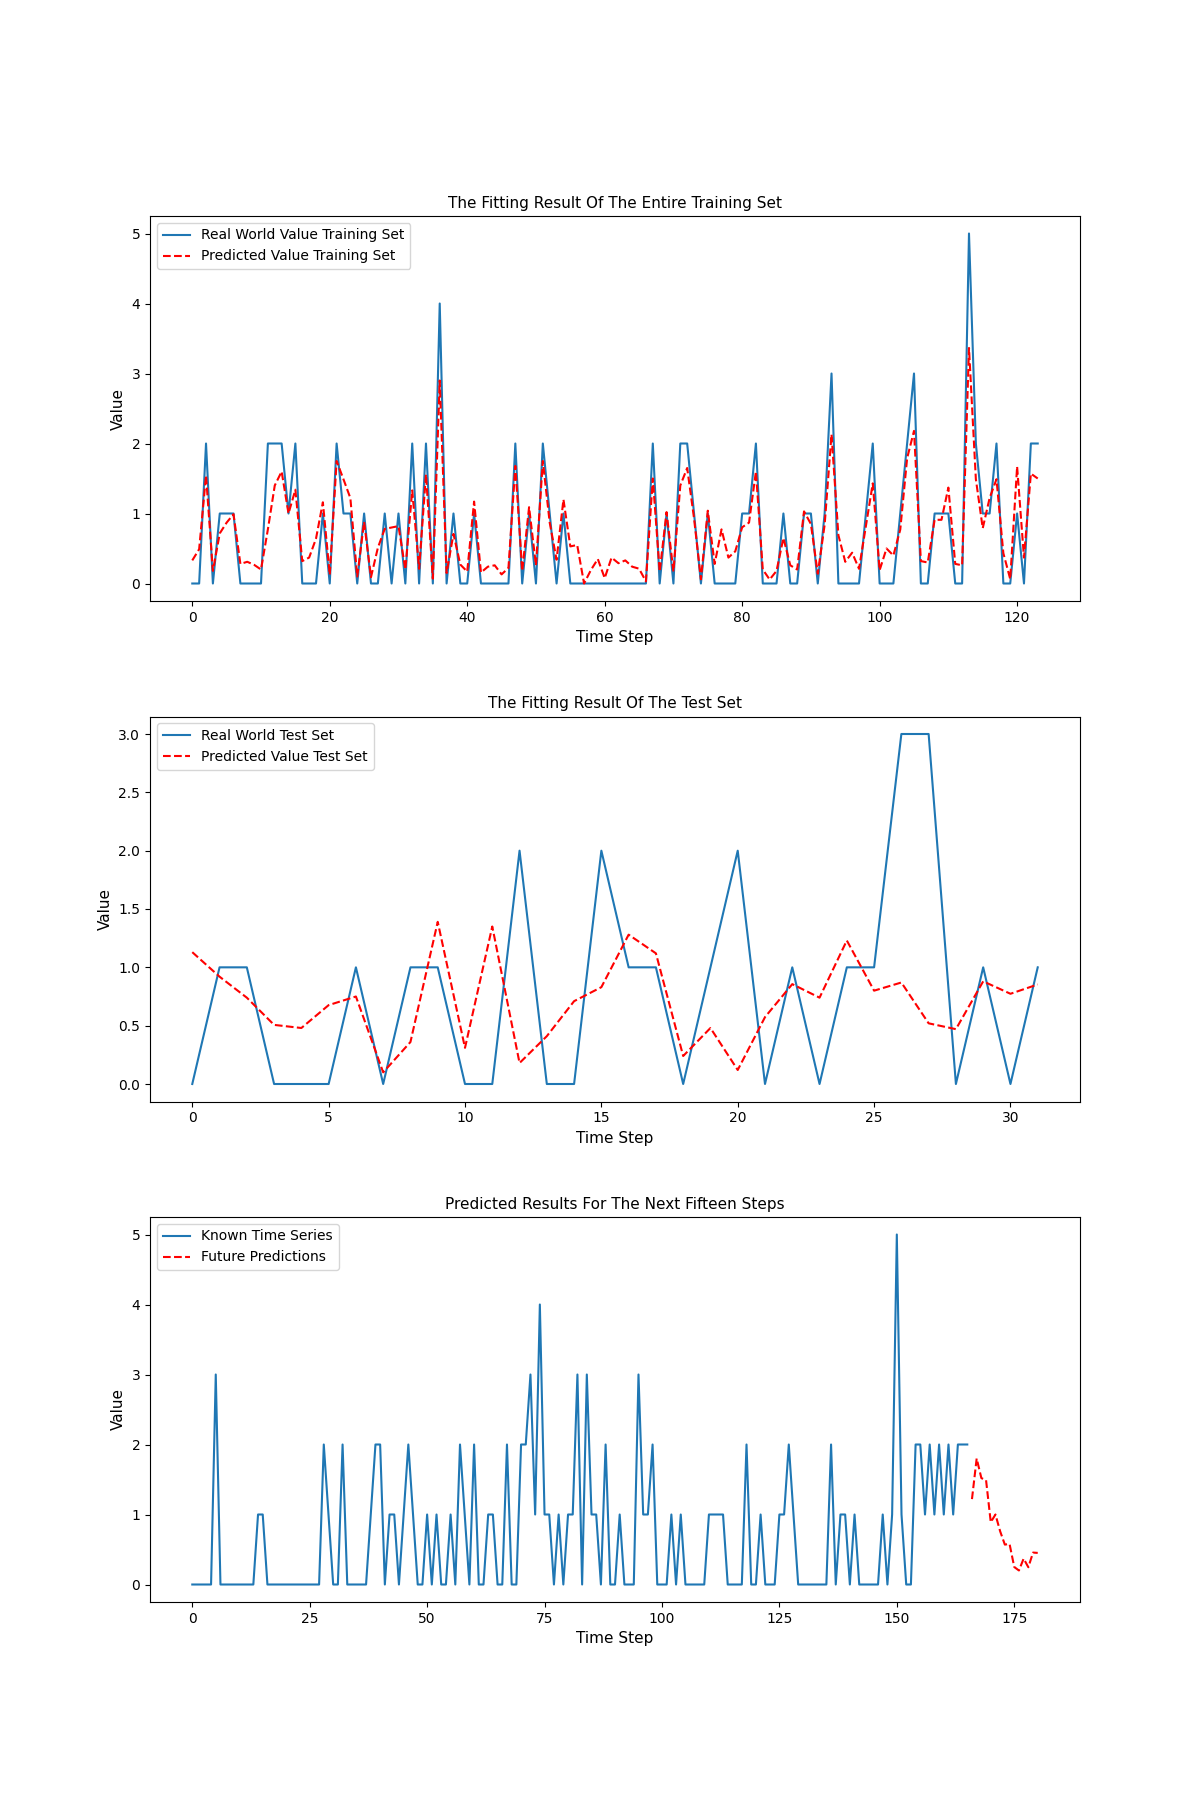 The Fitting Result Of The Entire Training Set
Real World Value Training Set
Predicted Value Training Set
5
4
3
2
1
0
Value
0 20 40 60 80 100 120
Time Step
The Fitting Result Of The Test Set
Real World Test Set
Predicted Value Test Set
3.0
2.5
2.0
1.5
1.0
0.5
0.0
Value
0 5 10 15 20 25 30
Time Step
Predicted Results For The Next Fifteen Steps
Known Time Series
Future Predictions
5
4
3
2
1
0
Value
0 25 50 75 100 125 150 175
Time Step